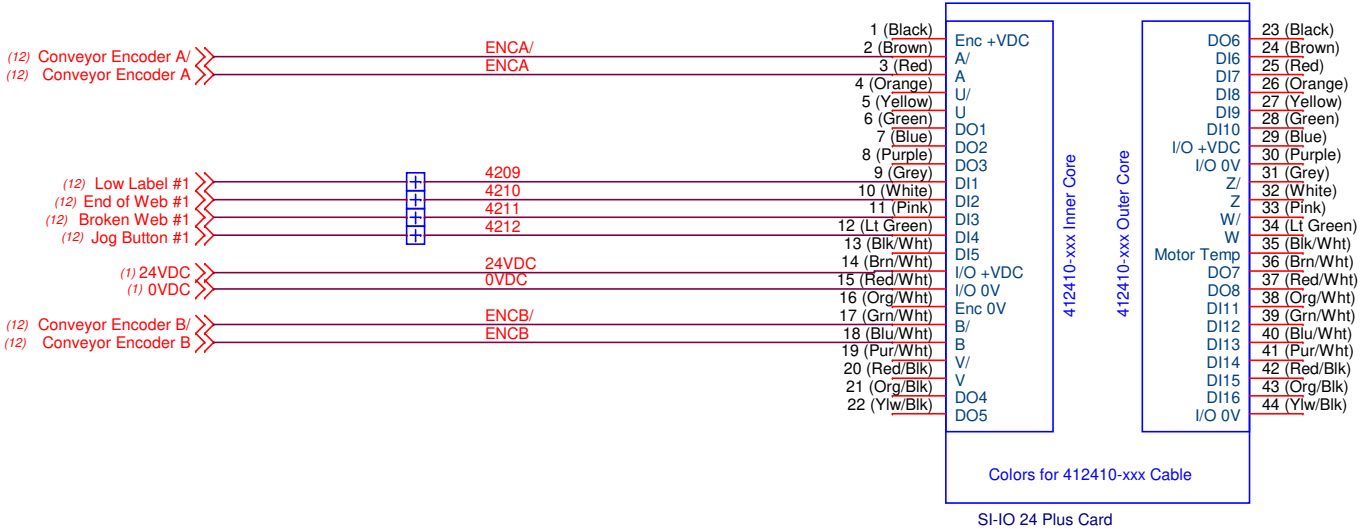 (12) Conveyor Encoder A/
(12) Conveyor Encoder A
(12) Low Label #1
(12) End of Web #1
(12) Broken Web #1
(12) Jog Button #1
(1) 24VDC
(1) 0VDC
(12) Conveyor Encoder B/
(12) Conveyor Encoder B
ENCA/
ENCA
4209
4210
4211
4212
24VDC
0VDC
ENCB/
ENCB
1 (Black)
2 (Brown)
3 (Red)
4 (Orange)
5 (Yellow)
6 (Green)
7 (Blue)
8 (Purple)
9 (Grey)
10 (White)
11 (Pink)
12 (Lt Green)
13 (Blk/Wht)
14 (Brn/Wht)
15 (Red/Wht)
16 (Org/Wht)
17 (Grn/Wht)
18 (Blu/Wht)
19 (Pur/Wht)
20 (Red/Blk)
21 (Org/Blk)
22 (Ylw/Blk)
Enc +VDC
A/
A
U/
U
DO1
DO2
DO3
DI1
DI2
DI3
DI4
DI5
I/O +VDC
I/O 0V
Enc 0V
B/
B
V/
V
DO4
DO5
412410-xxx Inner Core
412410-xxx Outer Core
DO6
DI6
DI7
DI8
DI9
DI10
I/O +VDC
I/O 0V
Z/
Z
W/
W
Motor Temp
DO7
DO8
DI11
DI12
DI13
DI14
DI15
DI16
I/O 0V
23 (Black)
24 (Brown)
25 (Red)
26 (Orange)
27 (Yellow)
28 (Green)
29 (Blue)
30 (Purple)
31 (Grey)
32 (White)
33 (Pink)
34 (Lt Green)
35 (Blk/Wht)
36 (Brn/Wht)
37 (Red/Wht)
38 (Org/Wht)
39 (Grn/Wht)
40 (Blu/Wht)
41 (Pur/Wht)
42 (Red/Blk)
43 (Org/Blk)
44 (Ylw/Blk)
Colors for 412410-xxx Cable
SI-IO 24 Plus Card